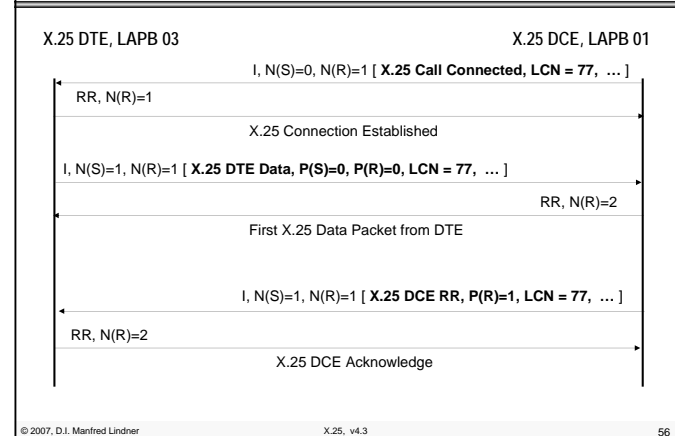 X.25 DTE, LAPB 03 X.25 DCE, LAPB 01
I, N(S)=0, N(R)=1 [ X.25 Call Connected, LCN = 77, … ]
RR, N(R)=1
X.25 Connection Established
I, N(S)=1, N(R)=1 [ X.25 DTE Data, P(S)=0, P(R)=0, LCN = 77, … ]
RR, N(R)=2
First X.25 Data Packet from DTE
I, N(S)=1, N(R)=1 [ X.25 DCE RR, P(R)=1, LCN = 77, … ]
RR, N(R)=2
X.25 DCE Acknowledge
© 2007, D.I. Manfred Lindner X.25, v4.3 56